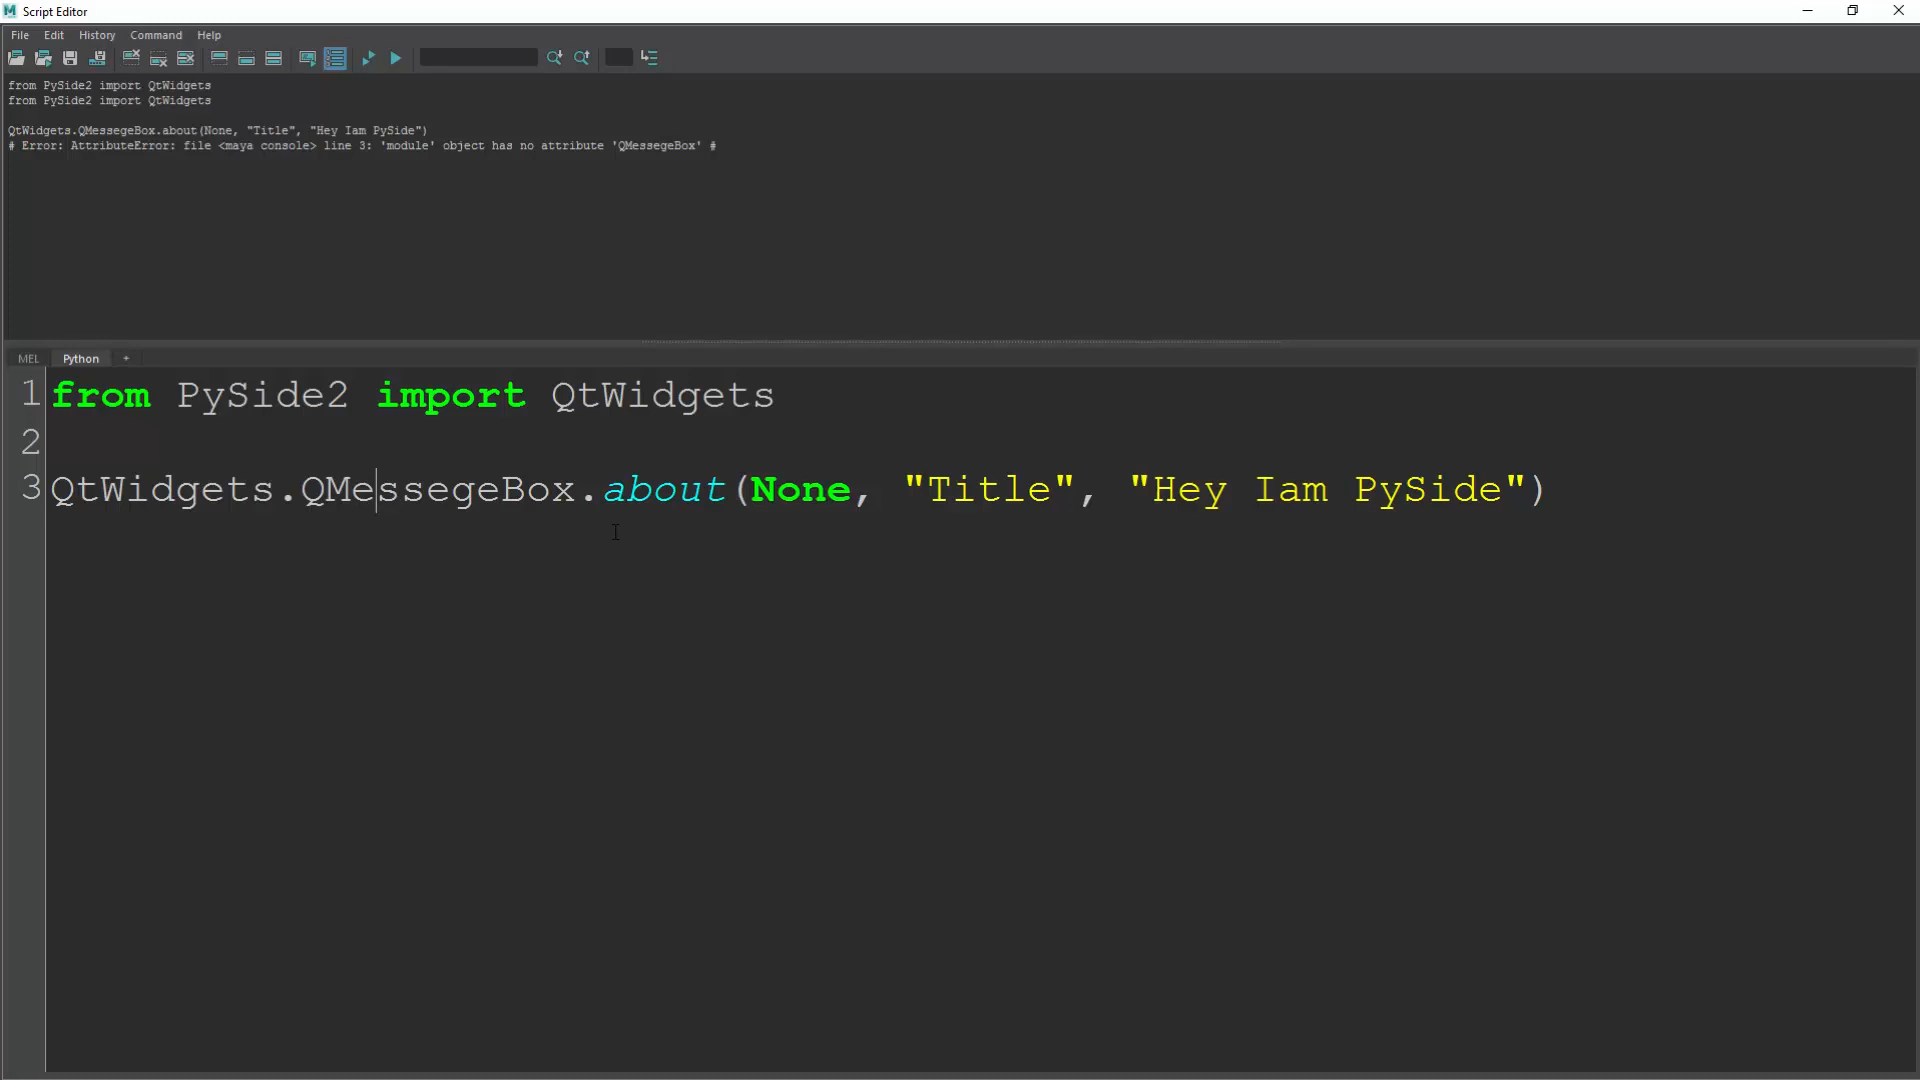 Script Editor
File Edit History Command Help
from PySide2 import QtWidgets
from PySide2 import QtWidgets
QtWidgets.QMessegeBox.about(None, "Title", "Hey Iam PySide")
# Error: AttributeError: file <maya console> line 3: 'module' object has no attribute 'QMessegeBox' #
MEL Python +
1 from PySide2 import QtWidgets
2
3 QtWidgets.QMessegeBox.about(None, "Title", "Hey Iam PySide")